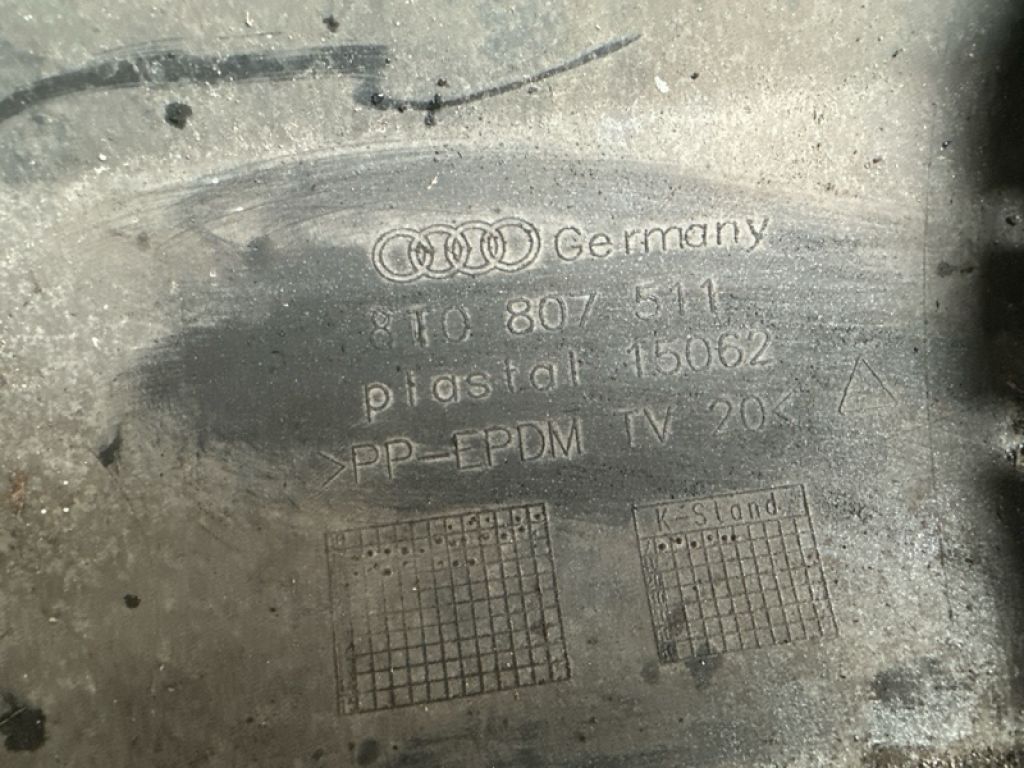 Germany
8T0 807 511
plastal 15062
>PP-EPDM TV 20<
K-Stand